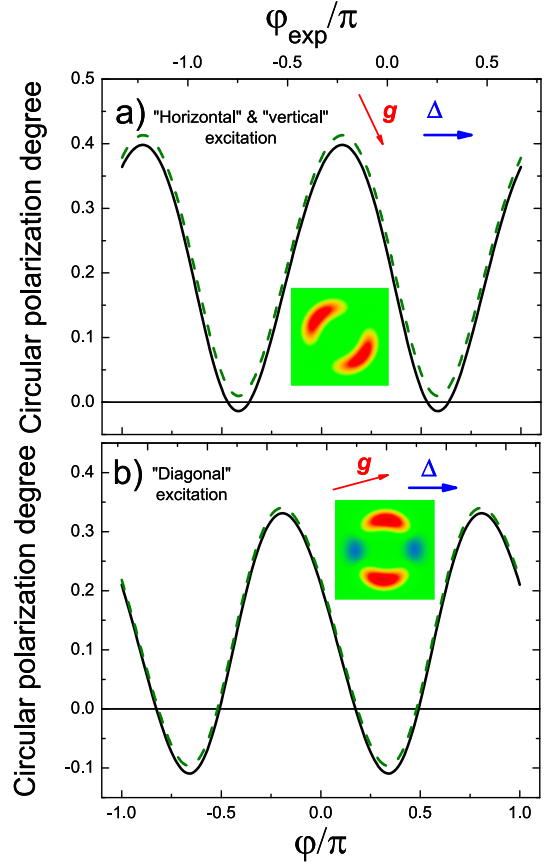 φexp/π
-1.0 -0.5 0.0 0.5
a) "Horizontal" & "vertical"
excitation
g Δ
Circular polarization degree
0.5
0.4
0.3
0.2
0.1
0.0
b) "Diagonal"
excitation
g Δ
Circular polarization degree
0.4
0.3
0.2
0.1
0.0
-0.1
-1.0 -0.5 0.0 0.5 1.0
φ/π